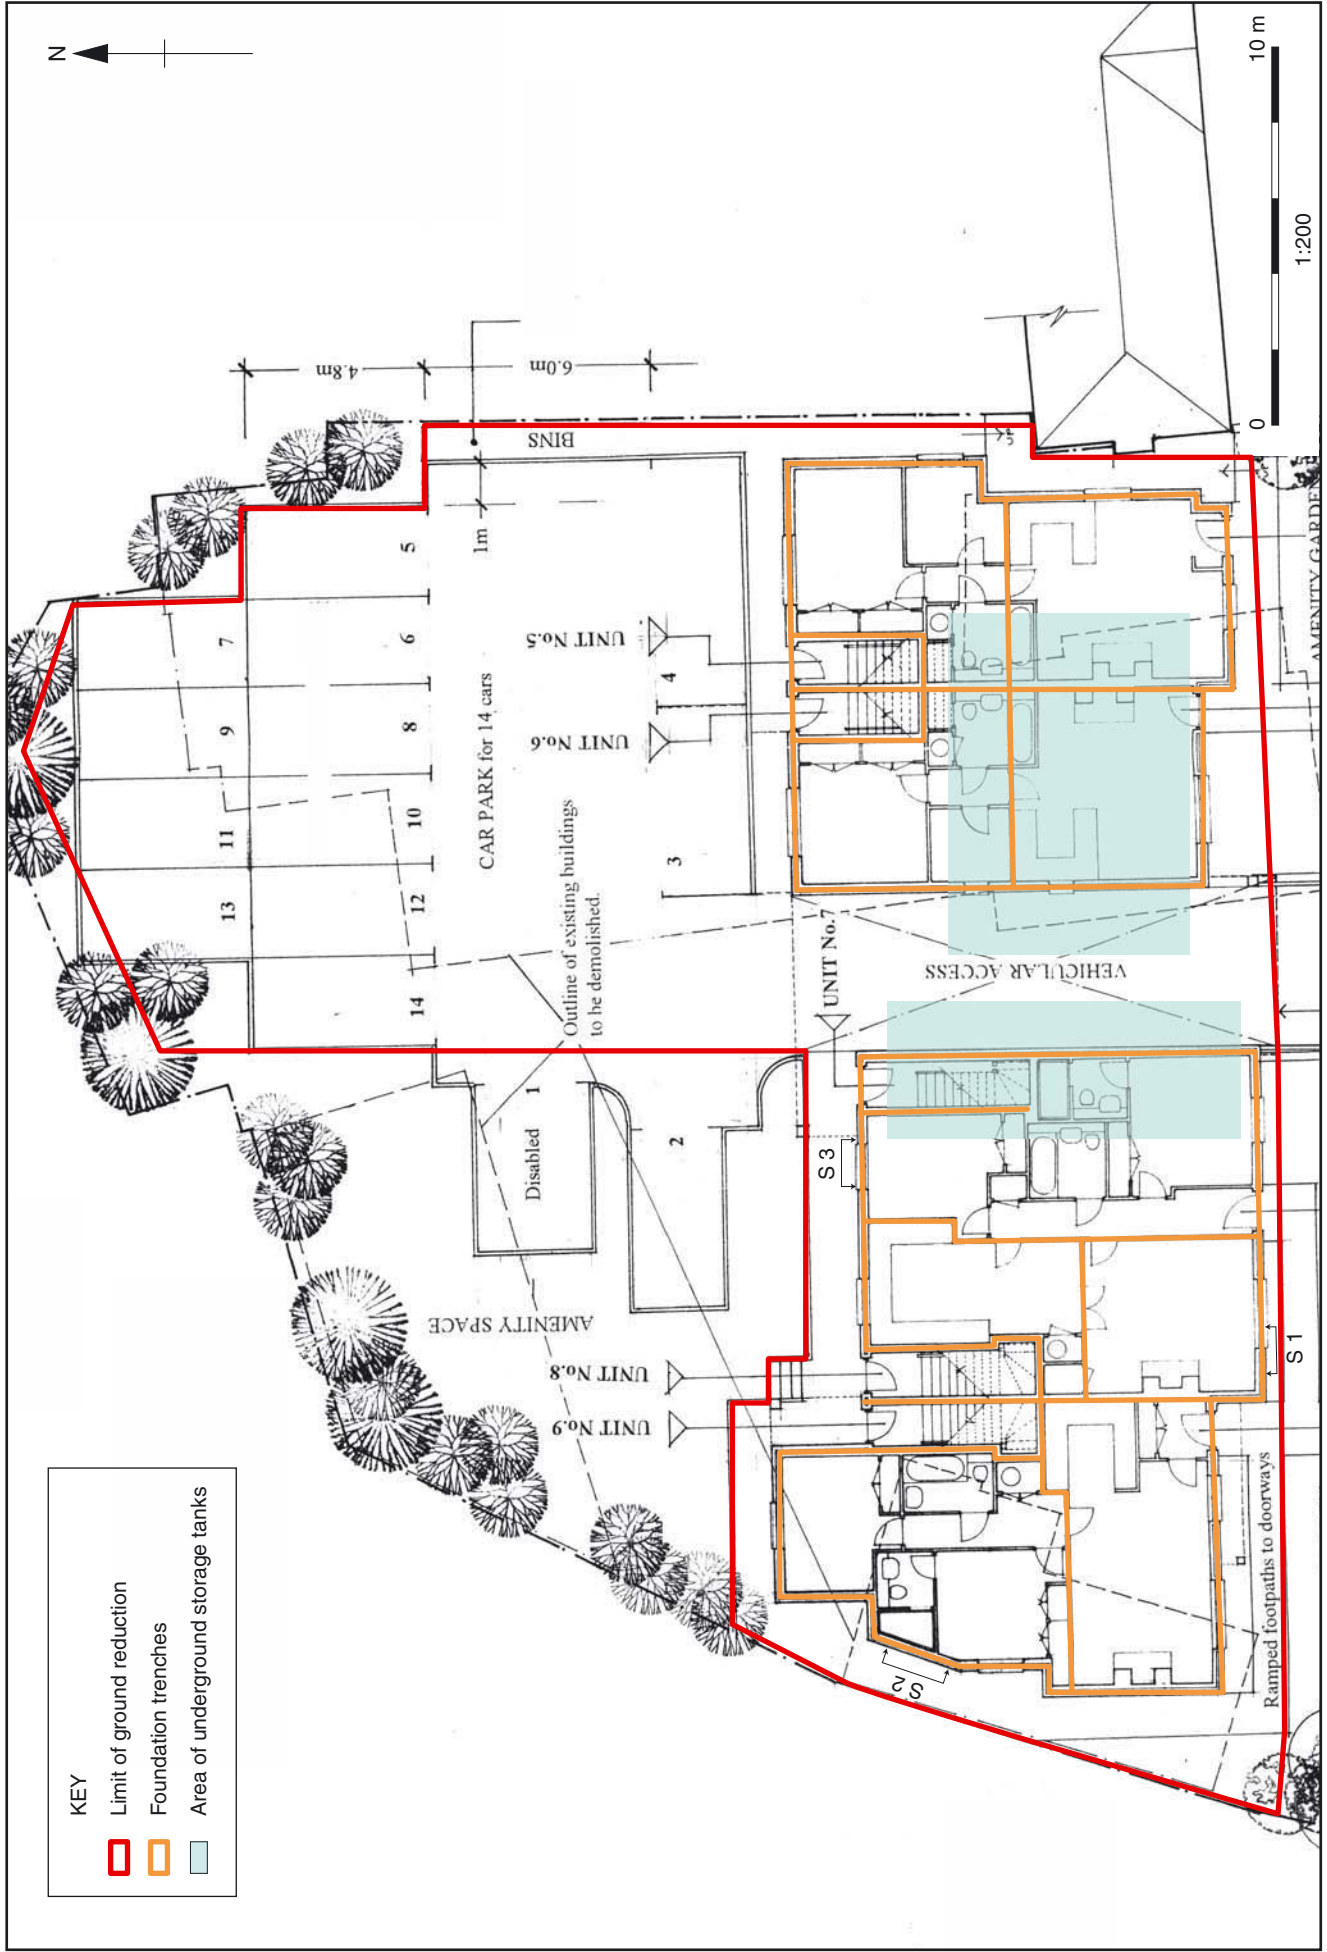 KEY
Limit of ground reduction
Foundation trenches
Area of underground storage tanks
N
10 m
0
1:200
4.8m
6.0m
1m
BINS
5
7
6
9
8
11
10
13
12
14
CAR PARK for 14 cars
Outline of existing buildings
to be demolished.
Disabled
1
2
3
4
AMENITY SPACE
UNIT No.5
UNIT No.6
UNIT No.7
UNIT No.8
UNIT No.9
VEHICULAR ACCESS
S 1
S 2
S 3
Ramped footpaths to doorways
AMENITY GARDE